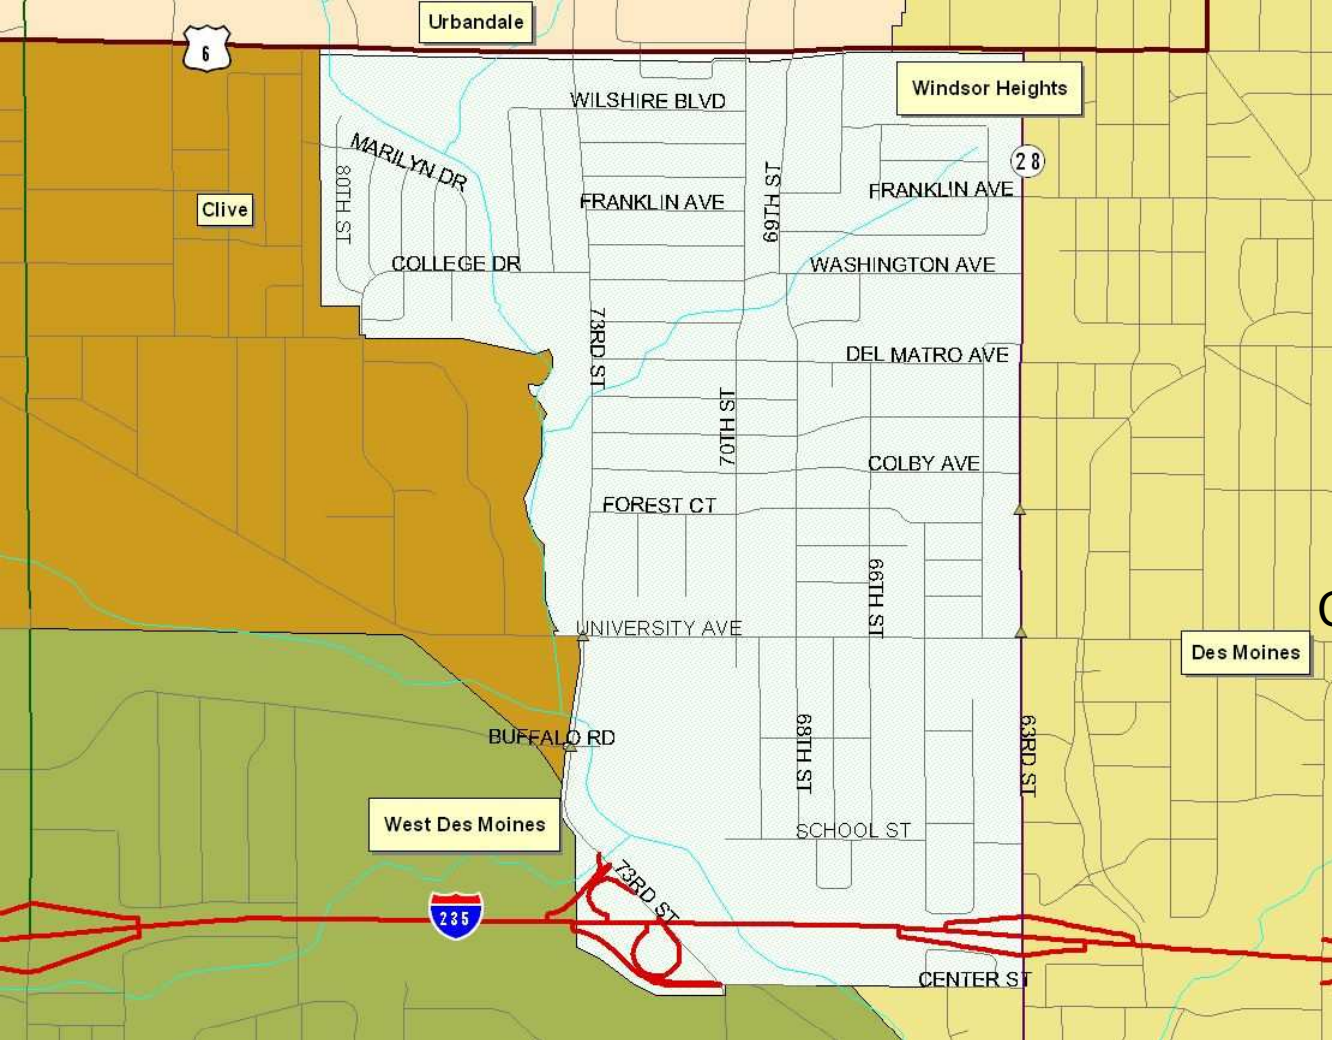 Urbandale
6
Windsor Heights
WILSHIRE BLVD
MARILYN DR
28
80TH ST
69TH ST
FRANKLIN AVE
FRANKLIN AVE
Clive
COLLEGE DR
WASHINGTON AVE
73RD ST
DEL MATRO AVE
70TH ST
COLBY AVE
FOREST CT
66TH ST
UNIVERSITY AVE
Des Moines
BUFFALO RD
68TH ST
63RD ST
West Des Moines
SCHOOL ST
73RD ST
235
CENTER ST